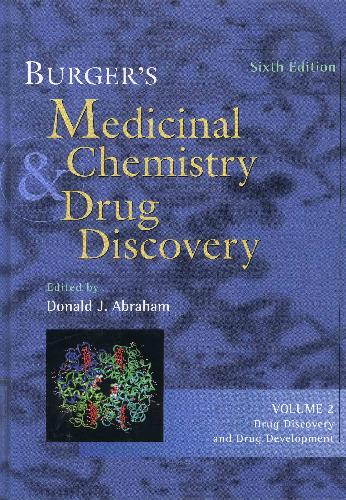 Sixth Edition
BURGER'S
Medicinal
Chemistry
& Drug
Discovery
Edited by
Donald J. Abraham
VOLUME 2
Drug Discovery
and Drug Development